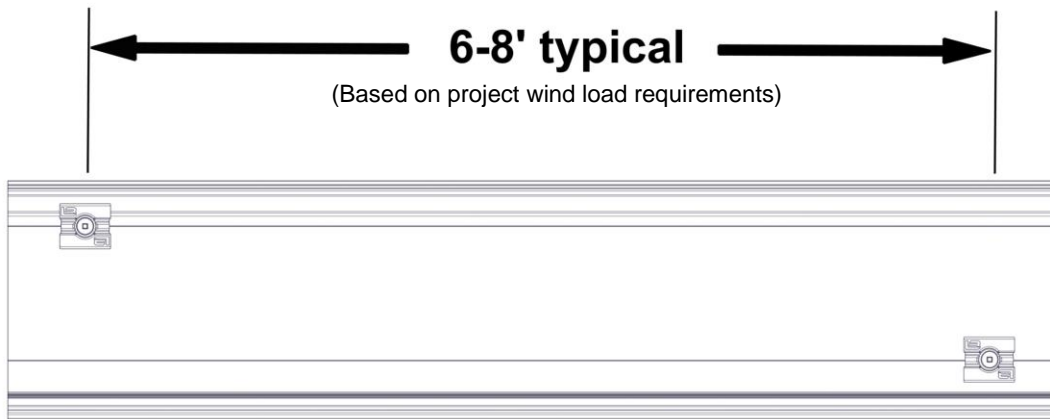 6-8' typical
(Based on project wind load requirements)